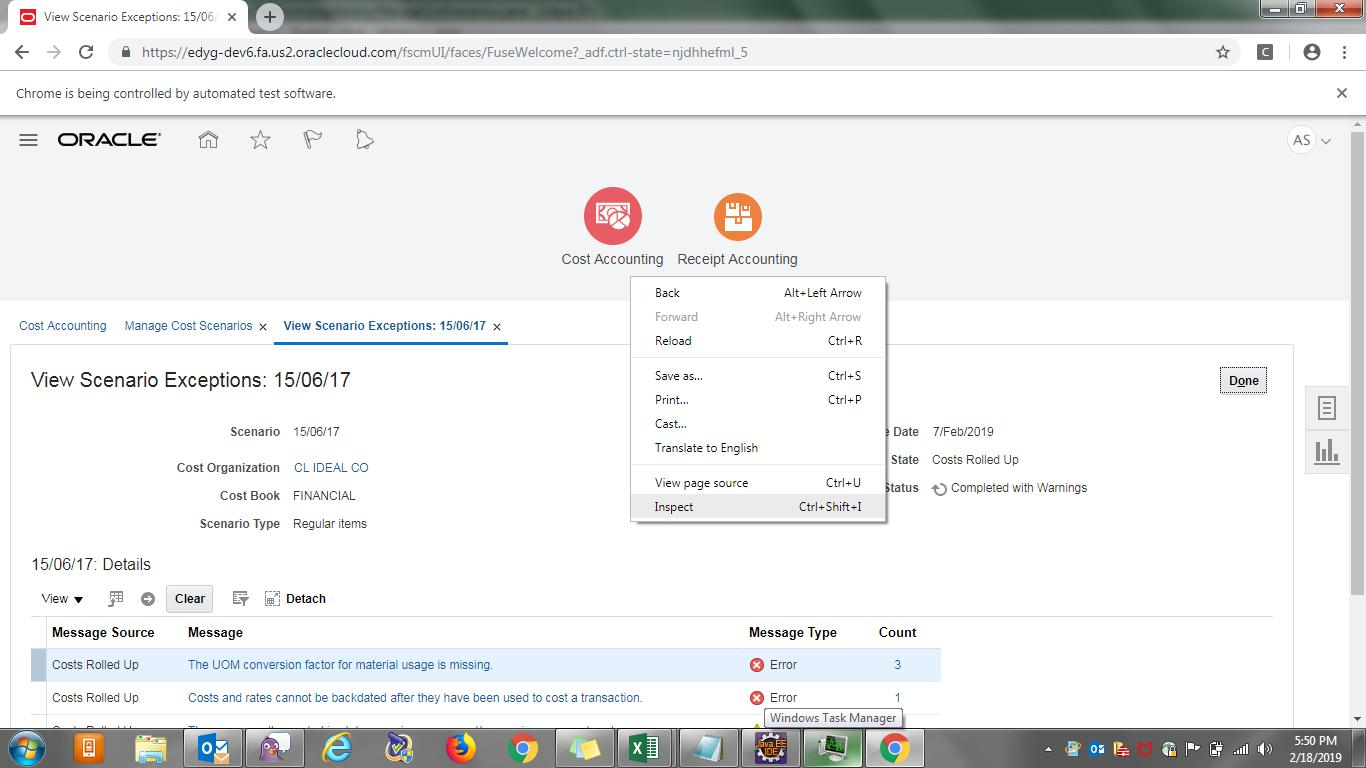 View Scenario Exceptions: 15/06/
https://edyg-dev6.fa.us2.oraclecloud.com/fscmUI/faces/FuseWelcome?_adf.ctrl-state=njdhhefml_5
C
Chrome is being controlled by automated test software.
ORACLE
AS
Cost Accounting Receipt Accounting
Back Alt+Left Arrow
Forward Alt+Right Arrow
Reload Ctrl+R
Save as... Ctrl+S
Print... Ctrl+P
Cast...
Translate to English
View page source Ctrl+U
Inspect Ctrl+Shift+I
Cost Accounting Manage Cost Scenarios View Scenario Exceptions: 15/06/17
View Scenario Exceptions: 15/06/17
Done
Scenario 15/06/17
e Date 7/Feb/2019
Cost Organization CL IDEAL CO
State Costs Rolled Up
Cost Book FINANCIAL
Status Completed with Warnings
Scenario Type Regular items
15/06/17: Details
View Clear Detach
Message Source Message Message Type Count
Costs Rolled Up The UOM conversion factor for material usage is missing. Error 3
Costs Rolled Up Costs and rates cannot be backdated after they have been used to cost a transaction. Error 1
Windows Task Manager
Java EE
IDE
5:50 PM
2/18/2019